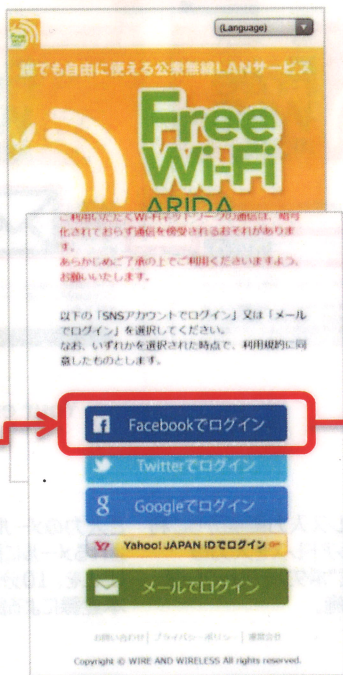 (Language)
誰でも自由に使える公衆無線LANサービス
Free
Wi-Fi
ARIDA
ご利用いただくWi-Fiネットワークの通信は、暗号
化されておらず通信を傍受されるおそれがありま
す。
あらかじめご了承の上でご利用くださいますよう、
お願いいたします。
以下の「SNSアカウントでログイン」又は「メール
でログイン」を選択してください。
なお、いずれかを選択された時点で、利用規約に同
意したものとします。
Facebookでログイン
Twitterでログイン
Googleでログイン
Yahoo! JAPAN IDでログイン
メールでログイン
お問い合わせ | プライバシーポリシー | 運営会社
Copyright © WIRE AND WIRELESS All rights reserved.